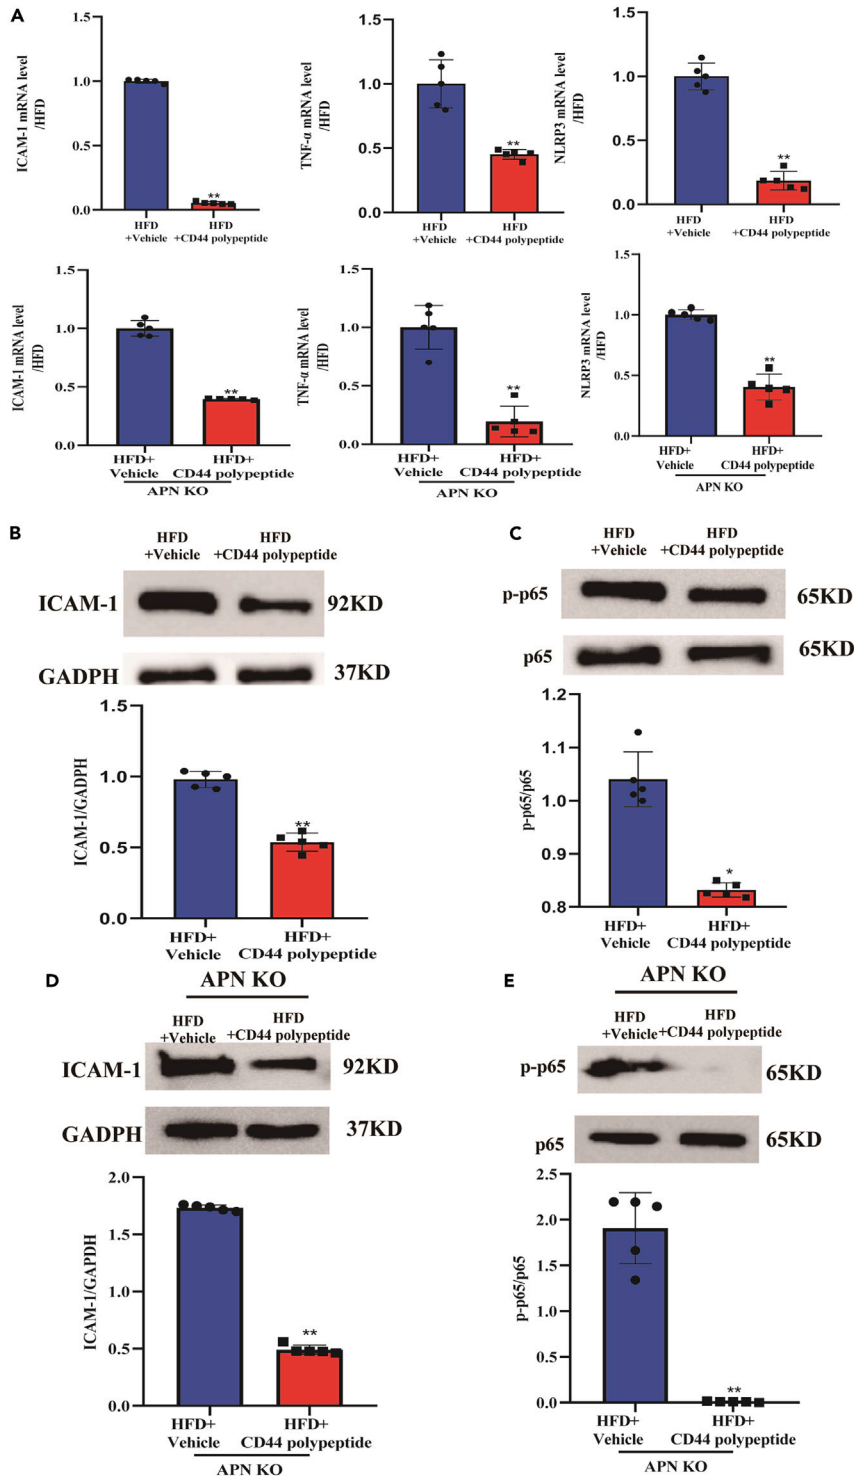 A
ICAM-1 mRNA level
/HFD
1.5
1.0
0.5
0.0
**
HFD
+Vehicle
HFD
+CD44 polypeptide
TNF-α mRNA level
/HFD
1.5
1.0
0.5
0.0
**
HFD
+Vehicle
HFD
+CD44 polypeptide
NLRP3 mRNA level
/HFD
1.5
1.0
0.5
0.0
**
HFD
+Vehicle
HFD
+CD44 polypeptide
ICAM-1 mRNA level
/HFD
1.5
1.0
0.5
0.0
**
HFD+
Vehicle
HFD+
CD44 polypeptide
APN KO
TNF-α mRNA level
/HFD
1.5
1.0
0.5
0.0
**
HFD+
Vehicle
HFD+
CD44 polypeptide
APN KO
NLRP3 mRNA level
/HFD
1.5
1.0
0.5
0.0
**
HFD+
Vehicle
HFD+
CD44 polypeptide
APN KO
B
HFD
+Vehicle
HFD
+CD44 polypeptide
ICAM-1
92KD
GADPH
37KD
ICAM-1/GADPH
1.5
1.0
0.5
0.0
**
HFD+
Vehicle
HFD+
CD44 polypeptide
C
HFD
+Vehicle
HFD
+CD44 polypeptide
p-p65
65KD
p65
65KD
p-p65/p65
1.2
1.1
1.0
0.9
0.8
*
HFD+
Vehicle
HFD+
CD44 polypeptide
D
APN KO
HFD
+Vehicle
HFD
+CD44 polypeptide
ICAM-1
92KD
GADPH
37KD
ICAM-1/GAPDH
2.0
1.5
1.0
0.5
0.0
**
HFD+
Vehicle
HFD+
CD44 polypeptide
APN KO
E
APN KO
HFD
+Vehicle
HFD
+CD44 polypeptide
p-p65
65KD
p65
65KD
p-p65/p65
2.5
2.0
1.5
1.0
0.5
0.0
**
HFD+
Vehicle
HFD+
CD44 polypeptide
APN KO